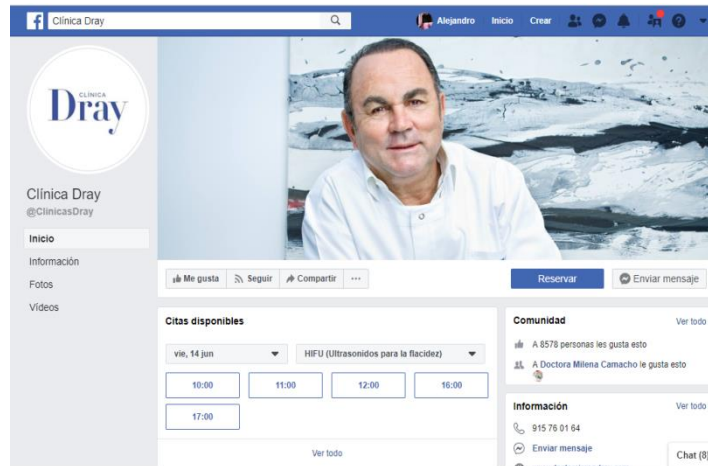 Clínica Dray
Alejandro Inicio Crear
CLÍNICA
Dray
Clínica Dray
@ClinicasDray
Inicio
Información
Fotos
Vídeos
Me gusta Seguir Compartir ...
Reservar Enviar mensaje
Citas disponibles
vie, 14 jun HIFU (Ultrasonidos para la flacidez)
10:00 11:00 12:00 16:00
17:00
Ver todo
Comunidad Ver todo
A 8578 personas les gusta esto
A Doctora Milena Camacho le gusta esto
Información Ver todo
915 76 01 64
Enviar mensaje
Chat (8)